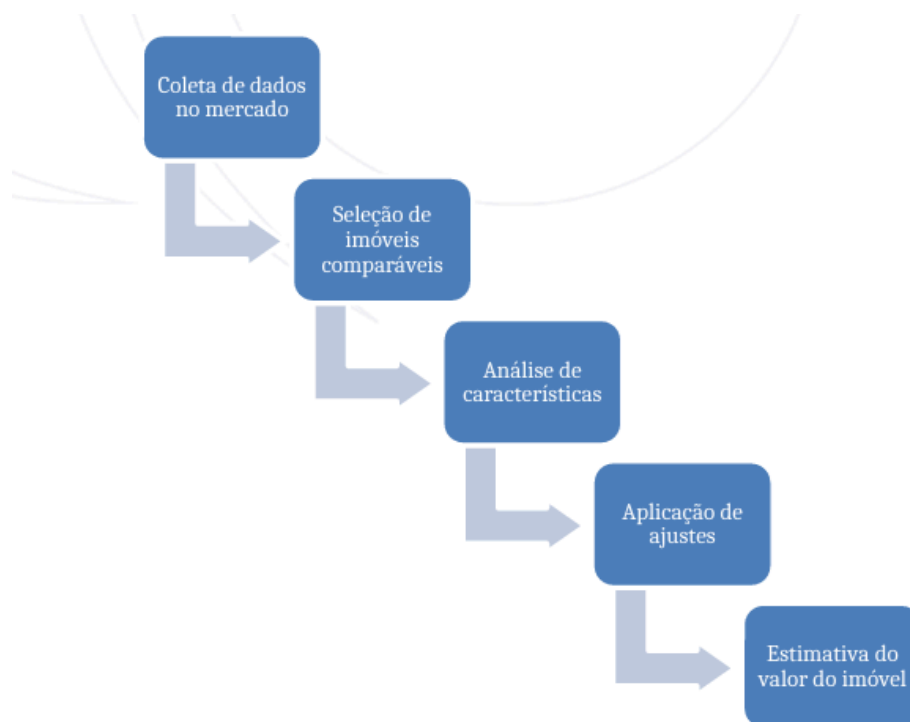 Coleta de dados
no mercado
Seleção de
imóveis
comparáveis
Análise de
características
Aplicação de
ajustes
Estimativa do
valor do imóvel